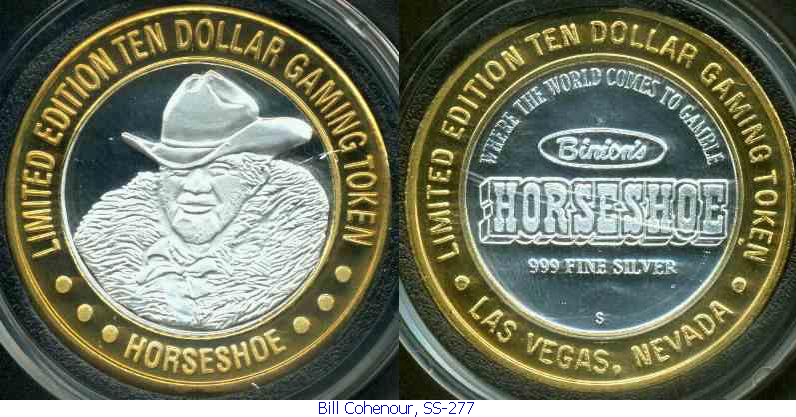 LIMITED EDITION TEN DOLLAR GAMING TOKEN
HORSESHOE
LIMITED EDITION TEN DOLLAR GAMING TOKEN
WHERE THE WORLD COMES TO GAMBLE
Binion's
HORSESHOE
999 FINE SILVER
S
LAS VEGAS, NEVADA
Bill Cohenour, SS-277